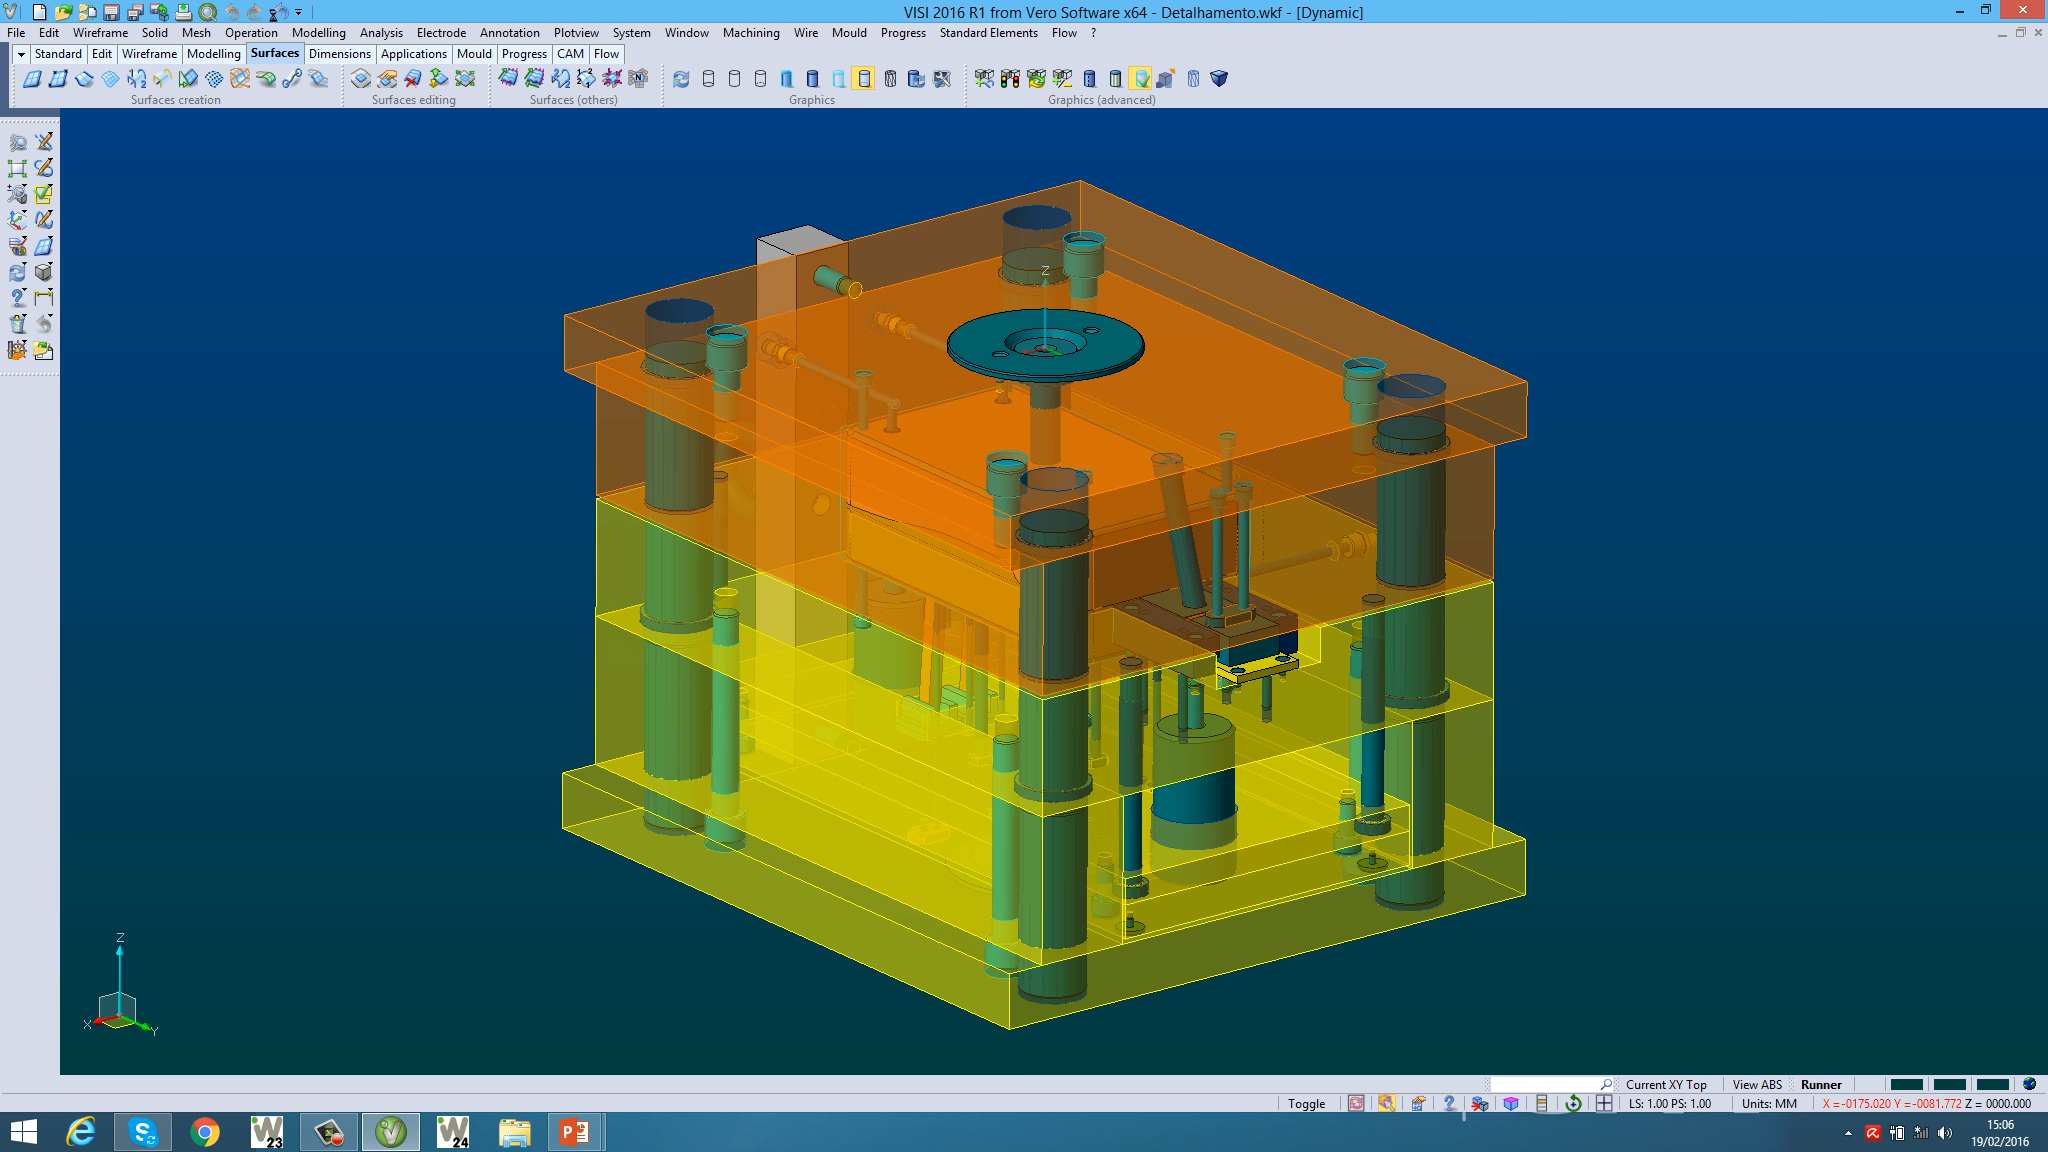 VISI 2016 R1 from Vero Software x64 - Detalhamento.wkf - [Dynamic]
File Edit Wireframe Solid Mesh Operation Modelling Analysis Electrode Annotation Plotview System Window Machining Wire Mould Progress Standard Elements Flow ?
Standard Edit Wireframe Modelling Surfaces Dimensions Applications Mould Progress CAM Flow
Surfaces creation Surfaces editing Surfaces (others) Graphics Graphics (advanced)
Z
Z
X
Y
Current XY Top View ABS Runner
Toggle LS: 1.00 PS: 1.00 Units: MM X =-0175.020 Y =-0081.772 Z = 0000.000
W 23 W 24
15:06
19/02/2016